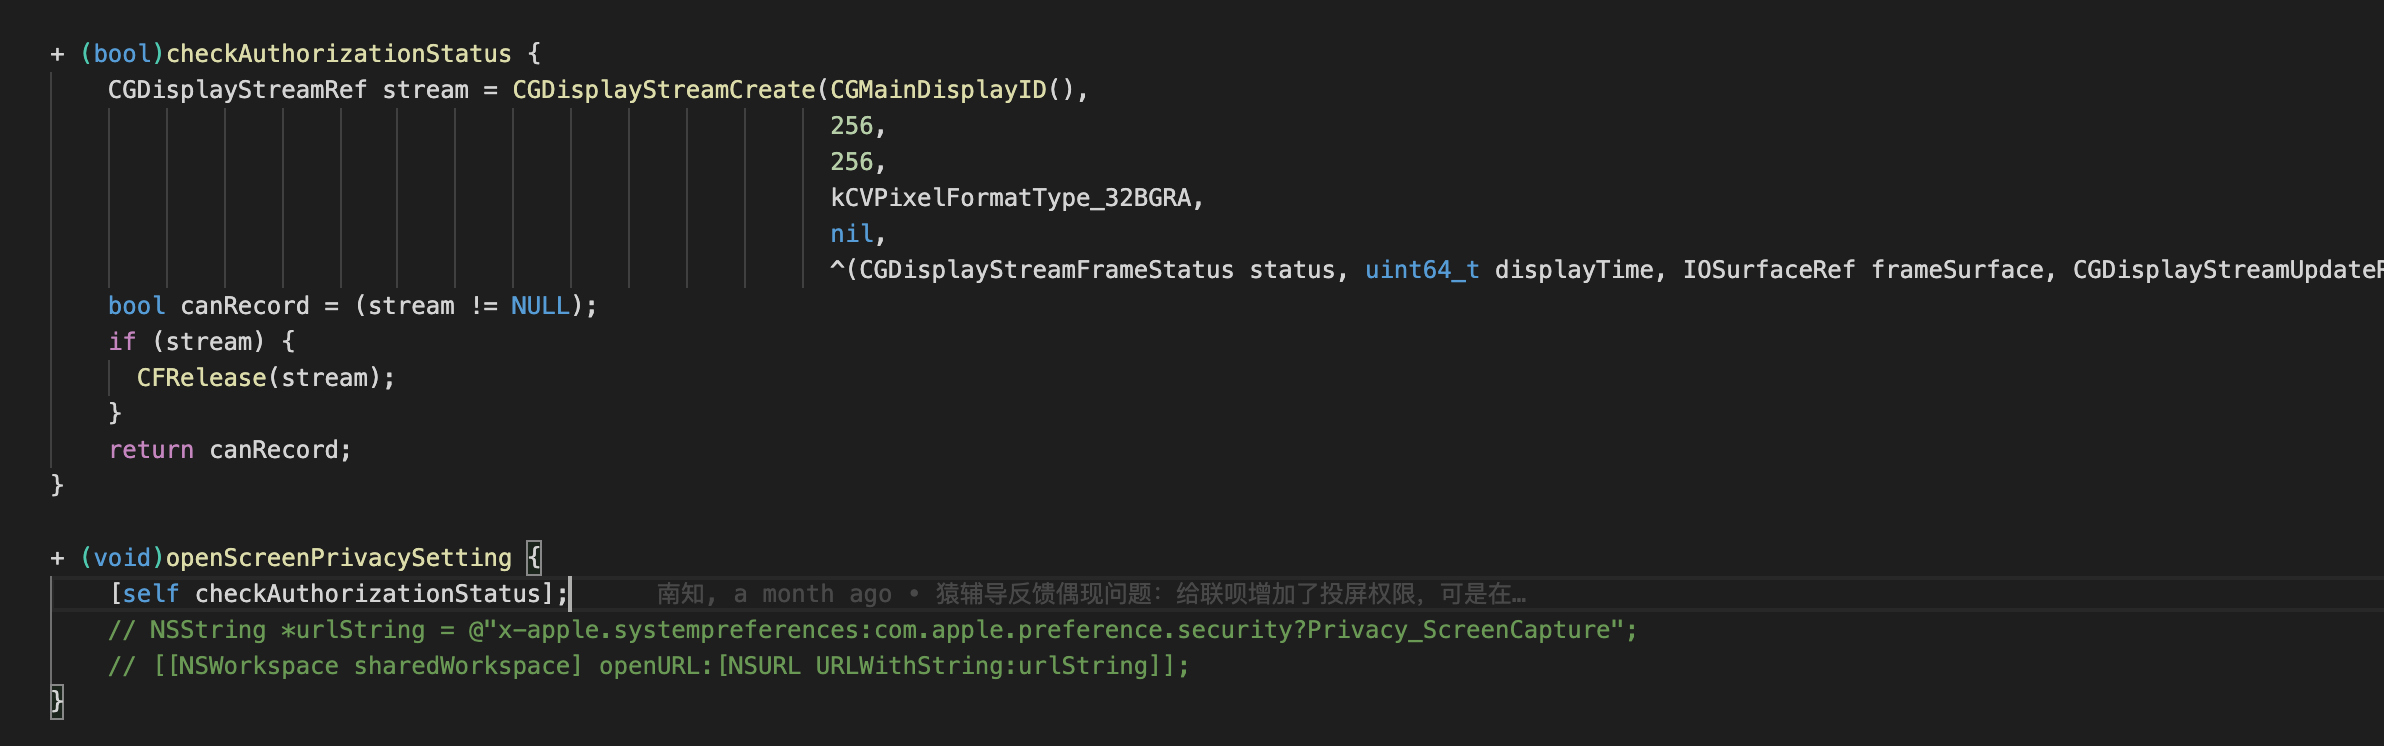 + (bool)checkAuthorizationStatus {
CGDisplayStreamRef stream = CGDisplayStreamCreate(CGMainDisplayID(),
256,
256,
kCVPixelFormatType_32BGRA,
nil,
^(CGDisplayStreamFrameStatus status, uint64_t displayTime, IOSurfaceRef frameSurface, CGDisplayStreamUpdate
bool canRecord = (stream != NULL);
if (stream) {
CFRelease(stream);
}
return canRecord;
}
+ (void)openScreenPrivacySetting {
[self checkAuthorizationStatus]; 南知, a month ago • 猿辅导反馈偶现问题：给联呗增加了投屏权限，可是在…
// NSString *urlString = @"x-apple.systempreferences:com.apple.preference.security?Privacy_ScreenCapture";
// [[NSWorkspace sharedWorkspace] openURL:[NSURL URLWithString:urlString]];
}